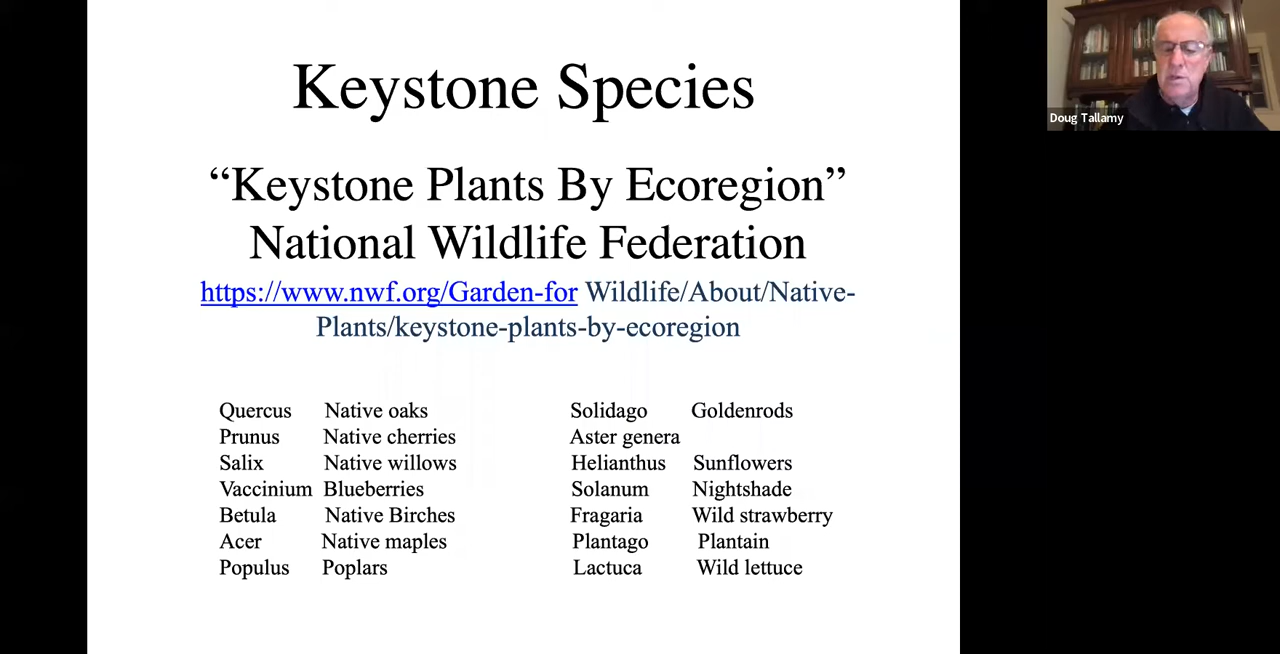 Keystone Species
“Keystone Plants By Ecoregion”
National Wildlife Federation
https://www.nwf.org/Garden-for Wildlife/About/Native-
Plants/keystone-plants-by-ecoregion
Quercus Native oaks
Prunus Native cherries
Salix Native willows
Vaccinium Blueberries
Betula Native Birches
Acer Native maples
Populus Poplars
Solidago Goldenrods
Aster genera
Helianthus Sunflowers
Solanum Nightshade
Fragaria Wild strawberry
Plantago Plantain
Lactuca Wild lettuce
Doug Tallamy